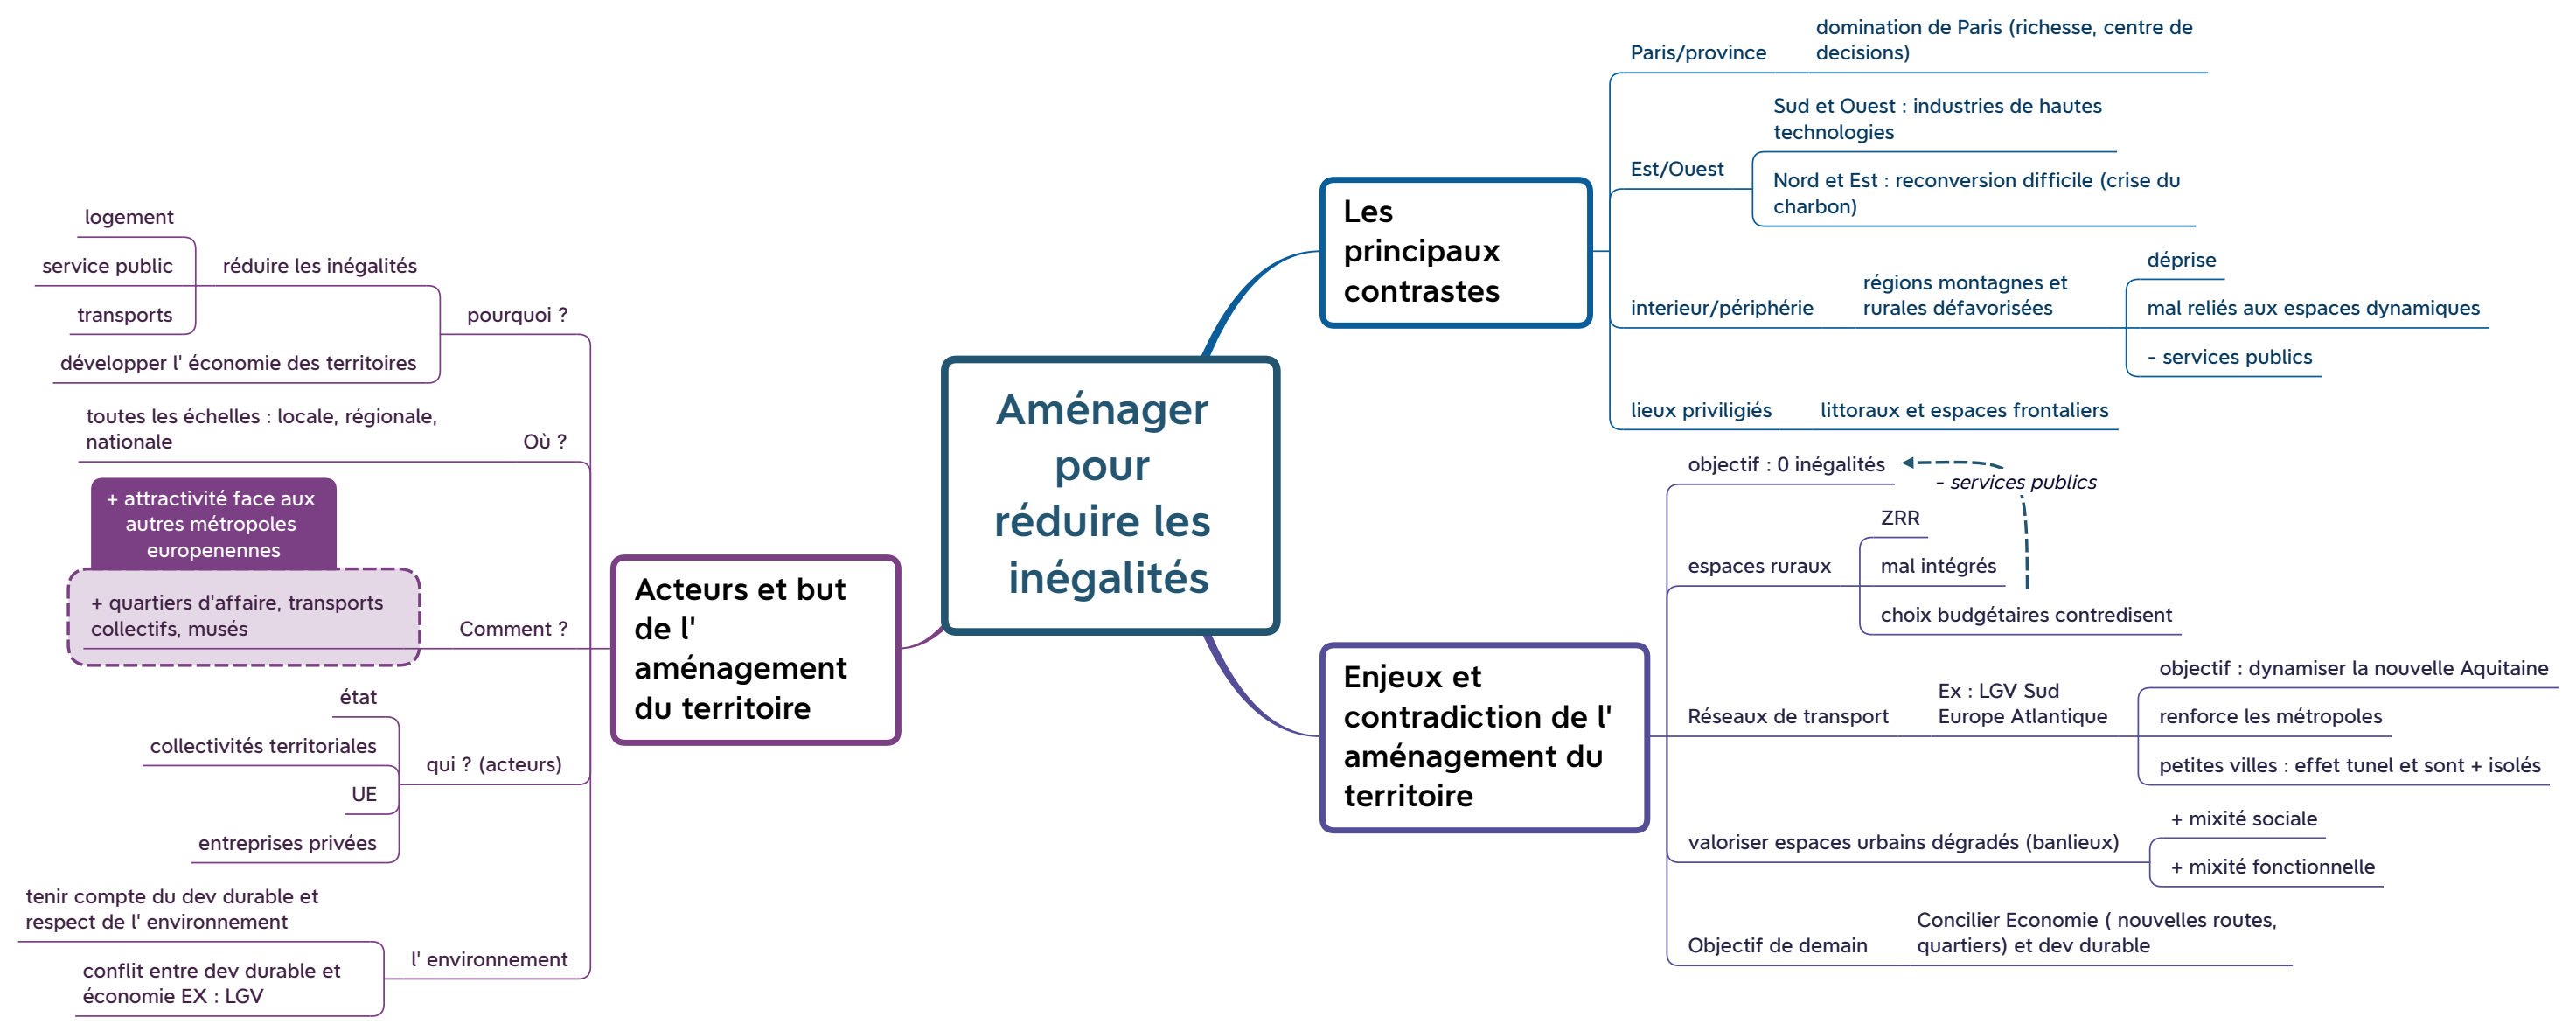 Aménager
pour
réduire les
inégalités
Les
principaux
contrastes
Paris/province
domination de Paris (richesse, centre de
decisions)
Est/Ouest
Sud et Ouest : industries de hautes
technologies
Nord et Est : reconversion difficile (crise du
charbon)
interieur/périphérie
régions montagnes et
rurales défavorisées
déprise
mal reliés aux espaces dynamiques
- services publics
lieux priviligiés
littoraux et espaces frontaliers
Enjeux et
contradiction de l'
aménagement du
territoire
objectif : 0 inégalités
- services publics
espaces ruraux
ZRR
mal intégrés
choix budgétaires contredisent
Réseaux de transport
Ex : LGV Sud
Europe Atlantique
objectif : dynamiser la nouvelle Aquitaine
renforce les métropoles
petites villes : effet tunel et sont + isolés
valoriser espaces urbains dégradés (banlieux)
+ mixité sociale
+ mixité fonctionnelle
Objectif de demain
Concilier Economie ( nouvelles routes,
quartiers) et dev durable
Acteurs et but
de l'
aménagement
du territoire
pourquoi ?
réduire les inégalités
logement
service public
transports
développer l' économie des territoires
Où ?
toutes les échelles : locale, régionale,
nationale
Comment ?
+ attractivité face aux
autres métropoles
europenennes
+ quartiers d'affaire, transports
collectifs, musés
qui ? (acteurs)
état
collectivités territoriales
UE
entreprises privées
l' environnement
tenir compte du dev durable et
respect de l' environnement
conflit entre dev durable et
économie EX : LGV